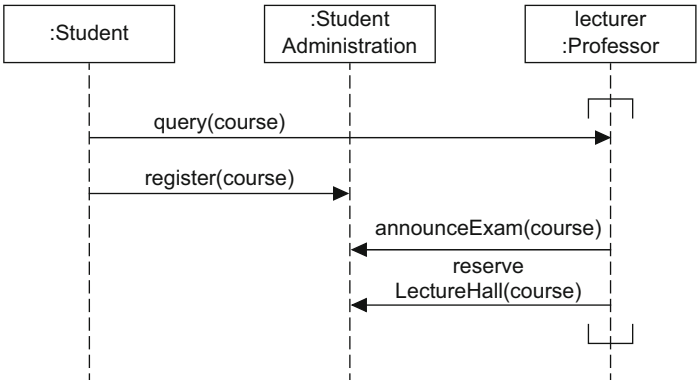 :Student
:Student
Administration
lecturer
:Professor
query(course)
register(course)
announceExam(course)
reserve
LectureHall(course)